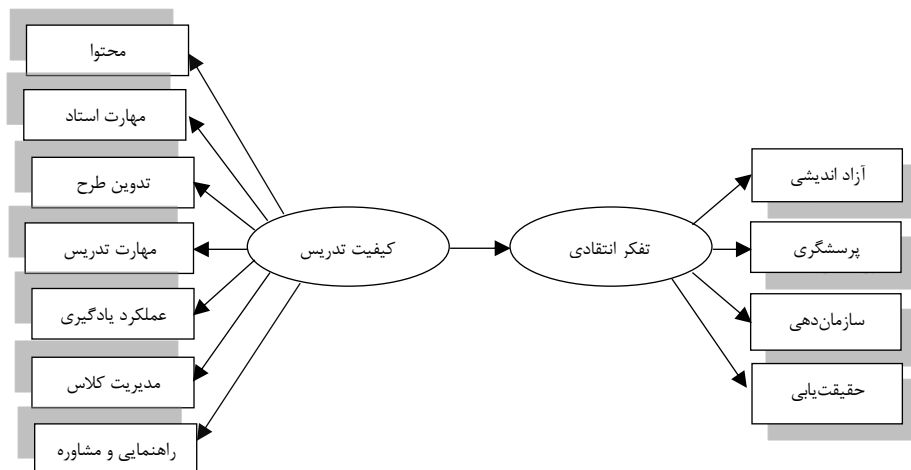 محتوا
مهارت استاد
تدوین طرح
مهارت تدریس
عملکرد یادگیری
مدیریت کلاس
راهنمایی و مشاوره
کیفیت تدریس
تفکر انتقادی
آزاد اندیشی
پرسشگری
سازمان‌دهی
حقیقت‌یابی